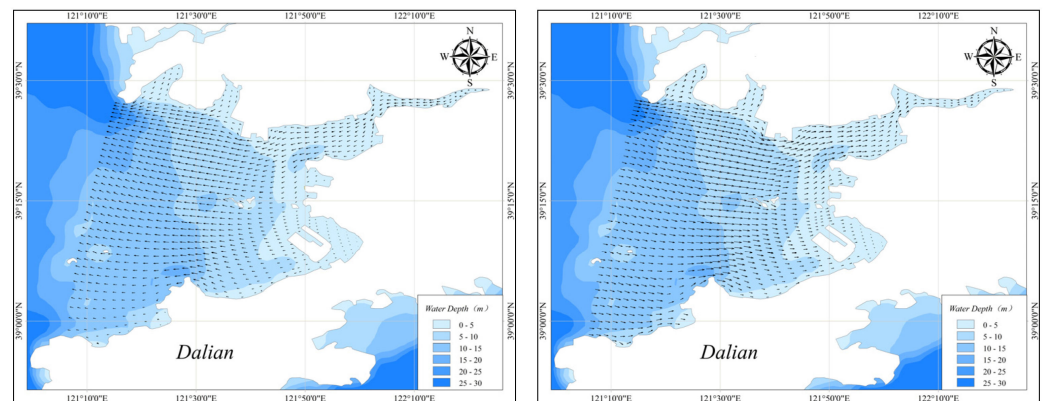 121°10'0"E 121°30'0"E 121°50'0"E 122°10'0"E
N
W E
S
39°30'0"N 39°30'0"N
39°15'0"N 39°15'0"N
39°00'0"N 39°00'0"N
Dalian
Water Depth（m）
0 - 5
5 - 10
10 - 15
15 - 20
20 - 25
25 - 30
121°10'0"E 121°30'0"E 121°50'0"E 122°10'0"E
121°10'0"E 121°30'0"E 121°50'0"E 122°10'0"E
N
W E
S
39°30'0"N 39°30'0"N
39°15'0"N 39°15'0"N
39°00'0"N 39°00'0"N
Dalian
Water Depth（m）
0 - 5
5 - 10
10 - 15
15 - 20
20 - 25
25 - 30
121°10'0"E 121°30'0"E 121°50'0"E 122°10'0"E